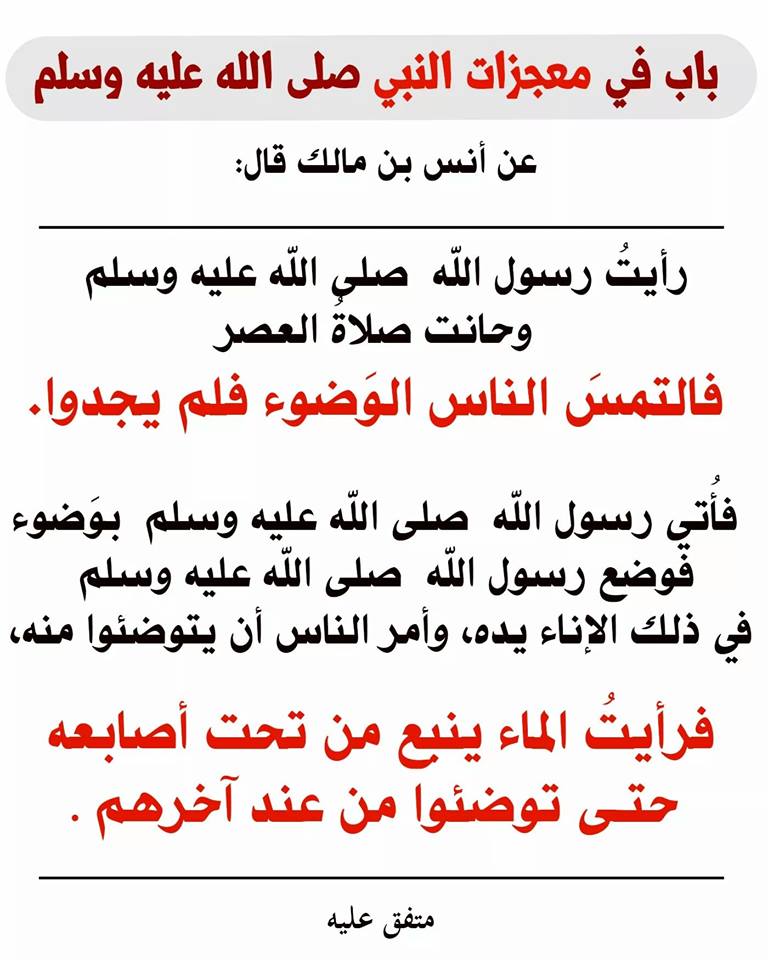 باب في معجزات النبي صلى الله عليه وسلم
عن أنس بن مالك قال:
رأيتُ رسول اللّه صلى اللّه عليه وسلم
وحانت صلاةُ العصر
فالتمسَ الناس الوَضوء فلم يجدوا.
فأُتي رسول اللّه صلى اللّه عليه وسلم بوَضوء
فوضع رسول اللّه صلى اللّه عليه وسلم
في ذلك الإناء يده، وأمر الناس أن يتوضئوا منه،
فرأيتُ الماء ينبع من تحت أصابعه
حتى توضئوا من عند آخرهم .
متفق عليه